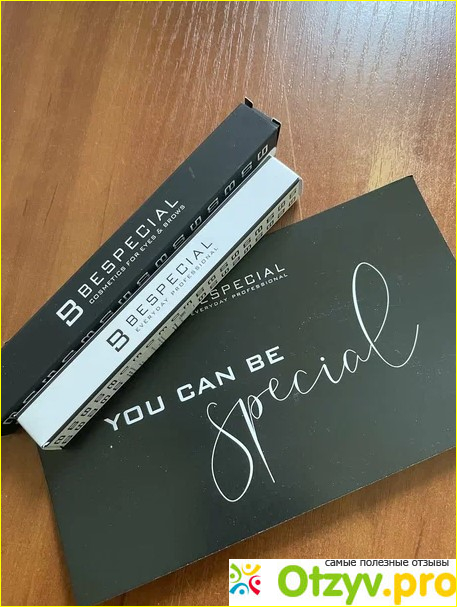 BESPECIAL
COSMETICS FOR EYES & BROWS
BESPECIAL
EVERYDAY PROFESSIONAL
BESPECIAL
PROFESSIONAL
YOU CAN BE
special
самые полезные отзывы
Otzyv.pro